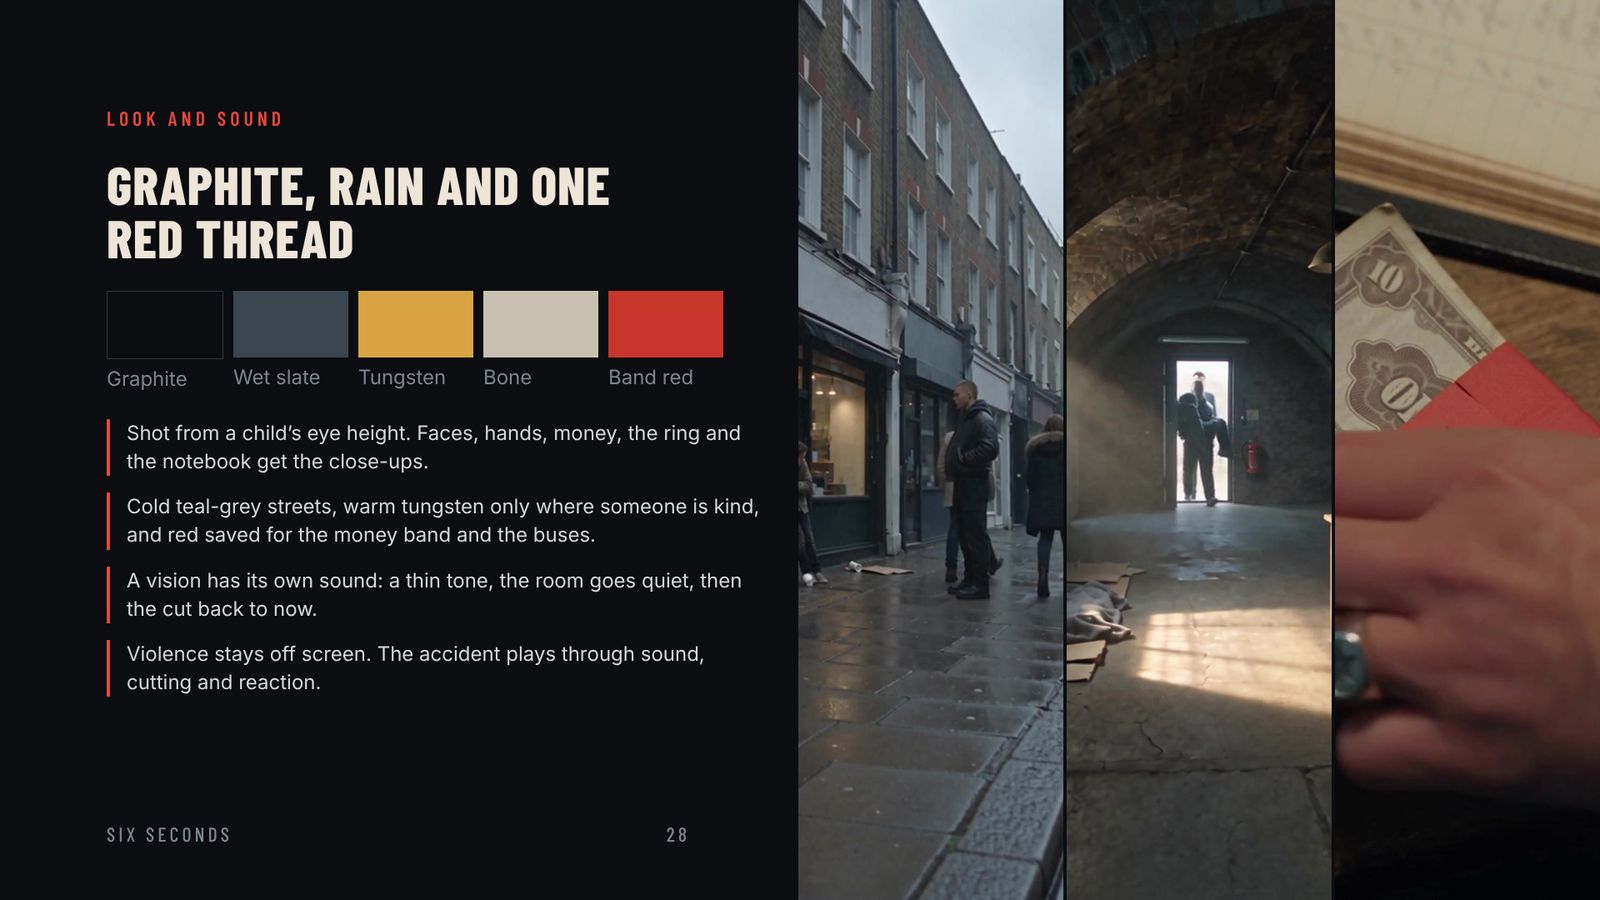 LOOK AND SOUND
GRAPHITE, RAIN AND ONE
RED THREAD
Graphite
Wet slate
Tungsten
Bone
Band red
Shot from a child’s eye height. Faces, hands, money, the ring and
the notebook get the close-ups.
Cold teal-grey streets, warm tungsten only where someone is kind,
and red saved for the money band and the buses.
A vision has its own sound: a thin tone, the room goes quiet, then
the cut back to now.
Violence stays off screen. The accident plays through sound,
cutting and reaction.
SIX SECONDS
28
10